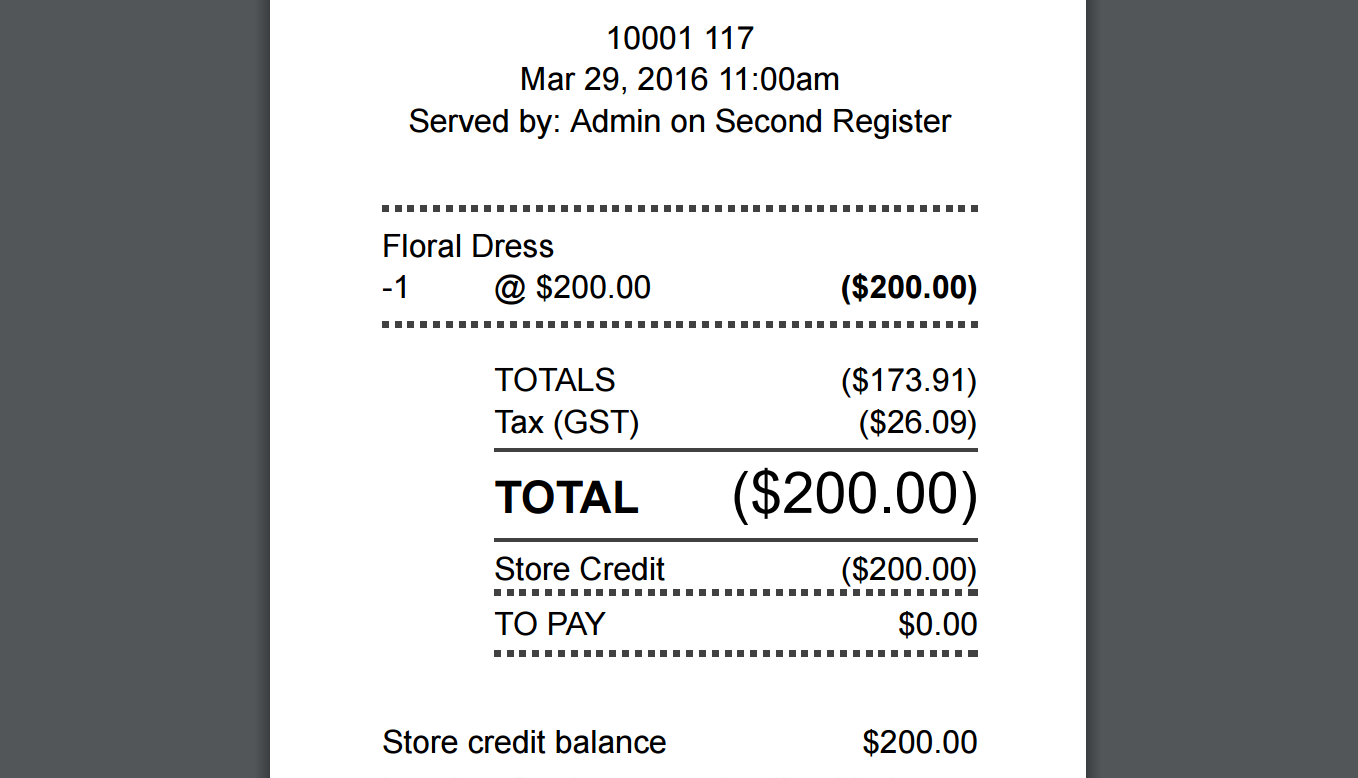 10001 117
Mar 29, 2016 11:00am
Served by: Admin on Second Register
Floral Dress
-1 @ $200.00 ($200.00)
TOTALS ($173.91)
Tax (GST) ($26.09)
TOTAL ($200.00)
Store Credit ($200.00)
TO PAY $0.00
Store credit balance $200.00